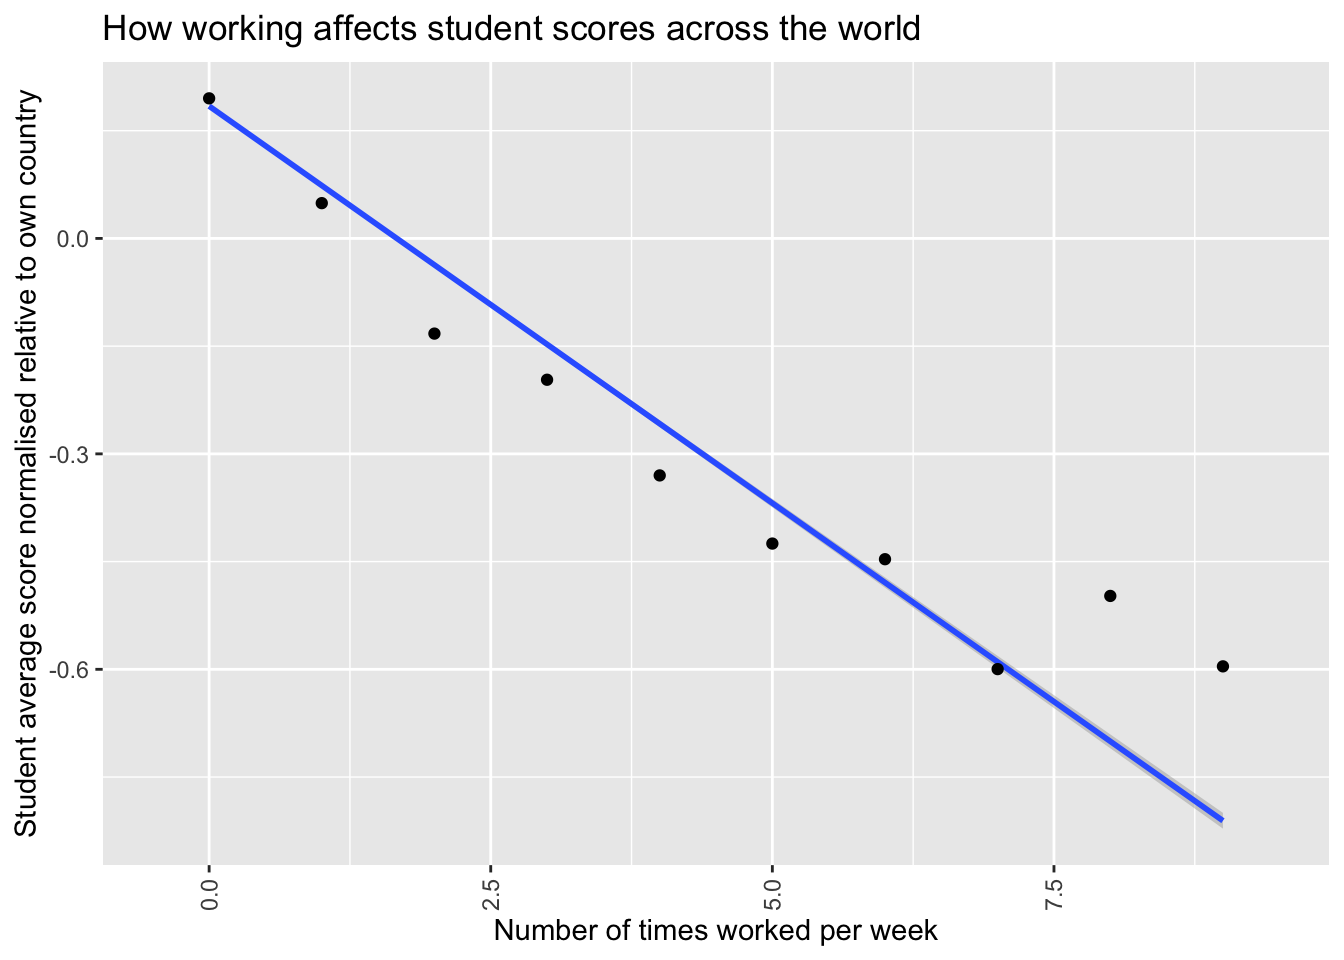 How working affects student scores across the world
Student average score normalised relative to own country
0.0
-0.3
-0.6
0.0
2.5
5.0
7.5
Number of times worked per week